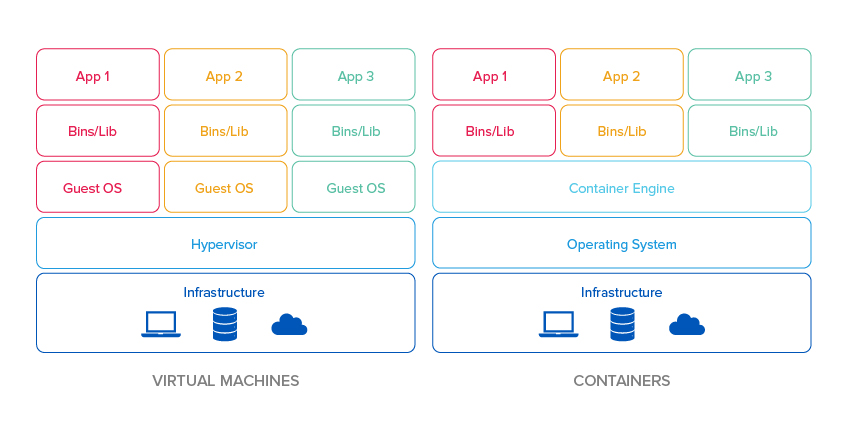 App 1
App 2
App 3
Bins/Lib
Bins/Lib
Bins/Lib
Guest OS
Guest OS
Guest OS
Hypervisor
Infrastructure
VIRTUAL MACHINES
App 1
App 2
App 3
Bins/Lib
Bins/Lib
Bins/Lib
Container Engine
Operating System
Infrastructure
CONTAINERS